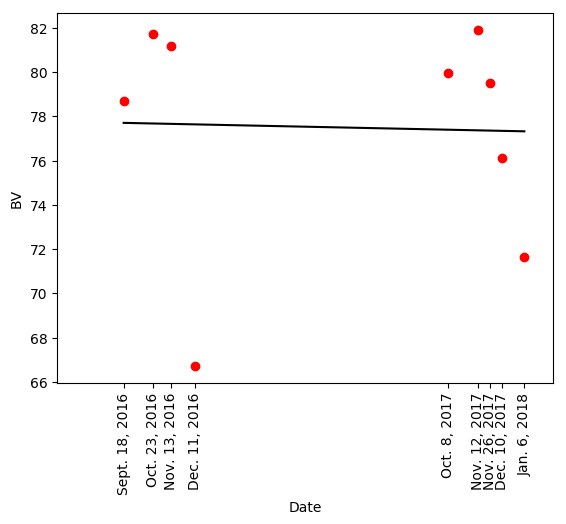 82
80
78
76
74
72
70
68
66
BV
Sept. 18, 2016
Oct. 23, 2016
Nov. 13, 2016
Dec. 11, 2016
Oct. 8, 2017
Nov. 12, 2017
Nov. 26, 2017
Dec. 10, 2017
Jan. 6, 2018
Date